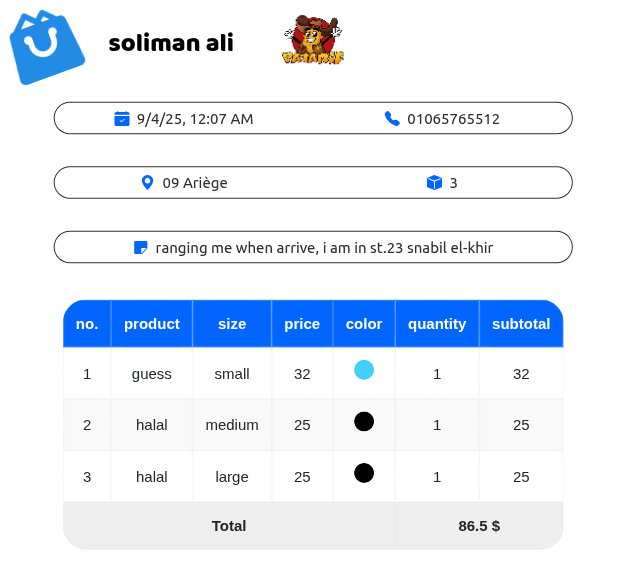 soliman ali
BATATMIX
9/4/25, 12:07 AM 01065765512
09 Ariège 3
ranging me when arrive, i am in st.23 snabil el-khir
no. product size price color quantity subtotal
1 guess small 32 1 32
2 halal medium 25 1 25
3 halal large 25 1 25
Total 86.5 $